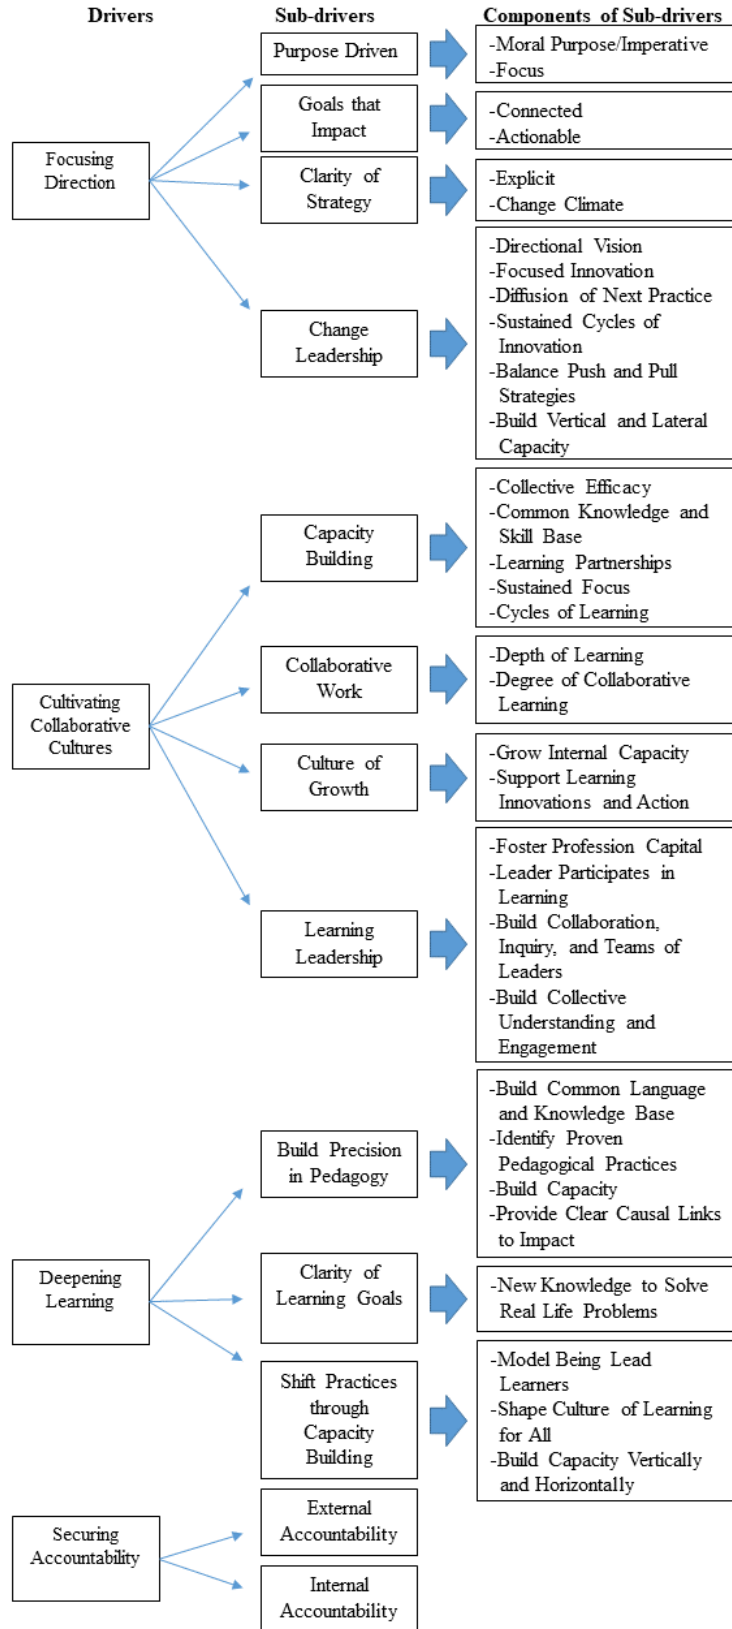 Drivers
Sub-drivers
Components of Sub-drivers
Focusing
Direction
Purpose Driven
-Moral Purpose/Imperative
-Focus
Goals that
Impact
-Connected
-Actionable
Clarity of
Strategy
-Explicit
-Change Climate
Change
Leadership
-Directional Vision
-Focused Innovation
-Diffusion of Next Practice
-Sustained Cycles of
Innovation
-Balance Push and Pull
Strategies
-Build Vertical and Lateral
Capacity
Cultivating
Collaborative
Cultures
Capacity
Building
-Collective Efficacy
-Common Knowledge and
Skill Base
-Learning Partnerships
-Sustained Focus
-Cycles of Learning
Collaborative
Work
-Depth of Learning
-Degree of Collaborative
Learning
Culture of
Growth
-Grow Internal Capacity
-Support Learning
Innovations and Action
Learning
Leadership
-Foster Profession Capital
-Leader Participates in
Learning
-Build Collaboration,
Inquiry, and Teams of
Leaders
-Build Collective
Understanding and
Engagement
Deepening
Learning
Build Precision
in Pedagogy
-Build Common Language
and Knowledge Base
-Identify Proven
Pedagogical Practices
-Build Capacity
-Provide Clear Causal Links
to Impact
Clarity of
Learning Goals
-New Knowledge to Solve
Real Life Problems
Shift Practices
through
Capacity
Building
-Model Being Lead
Learners
-Shape Culture of Learning
for All
-Build Capacity Vertically
and Horizontally
Securing
Accountability
External
Accountability
Internal
Accountability